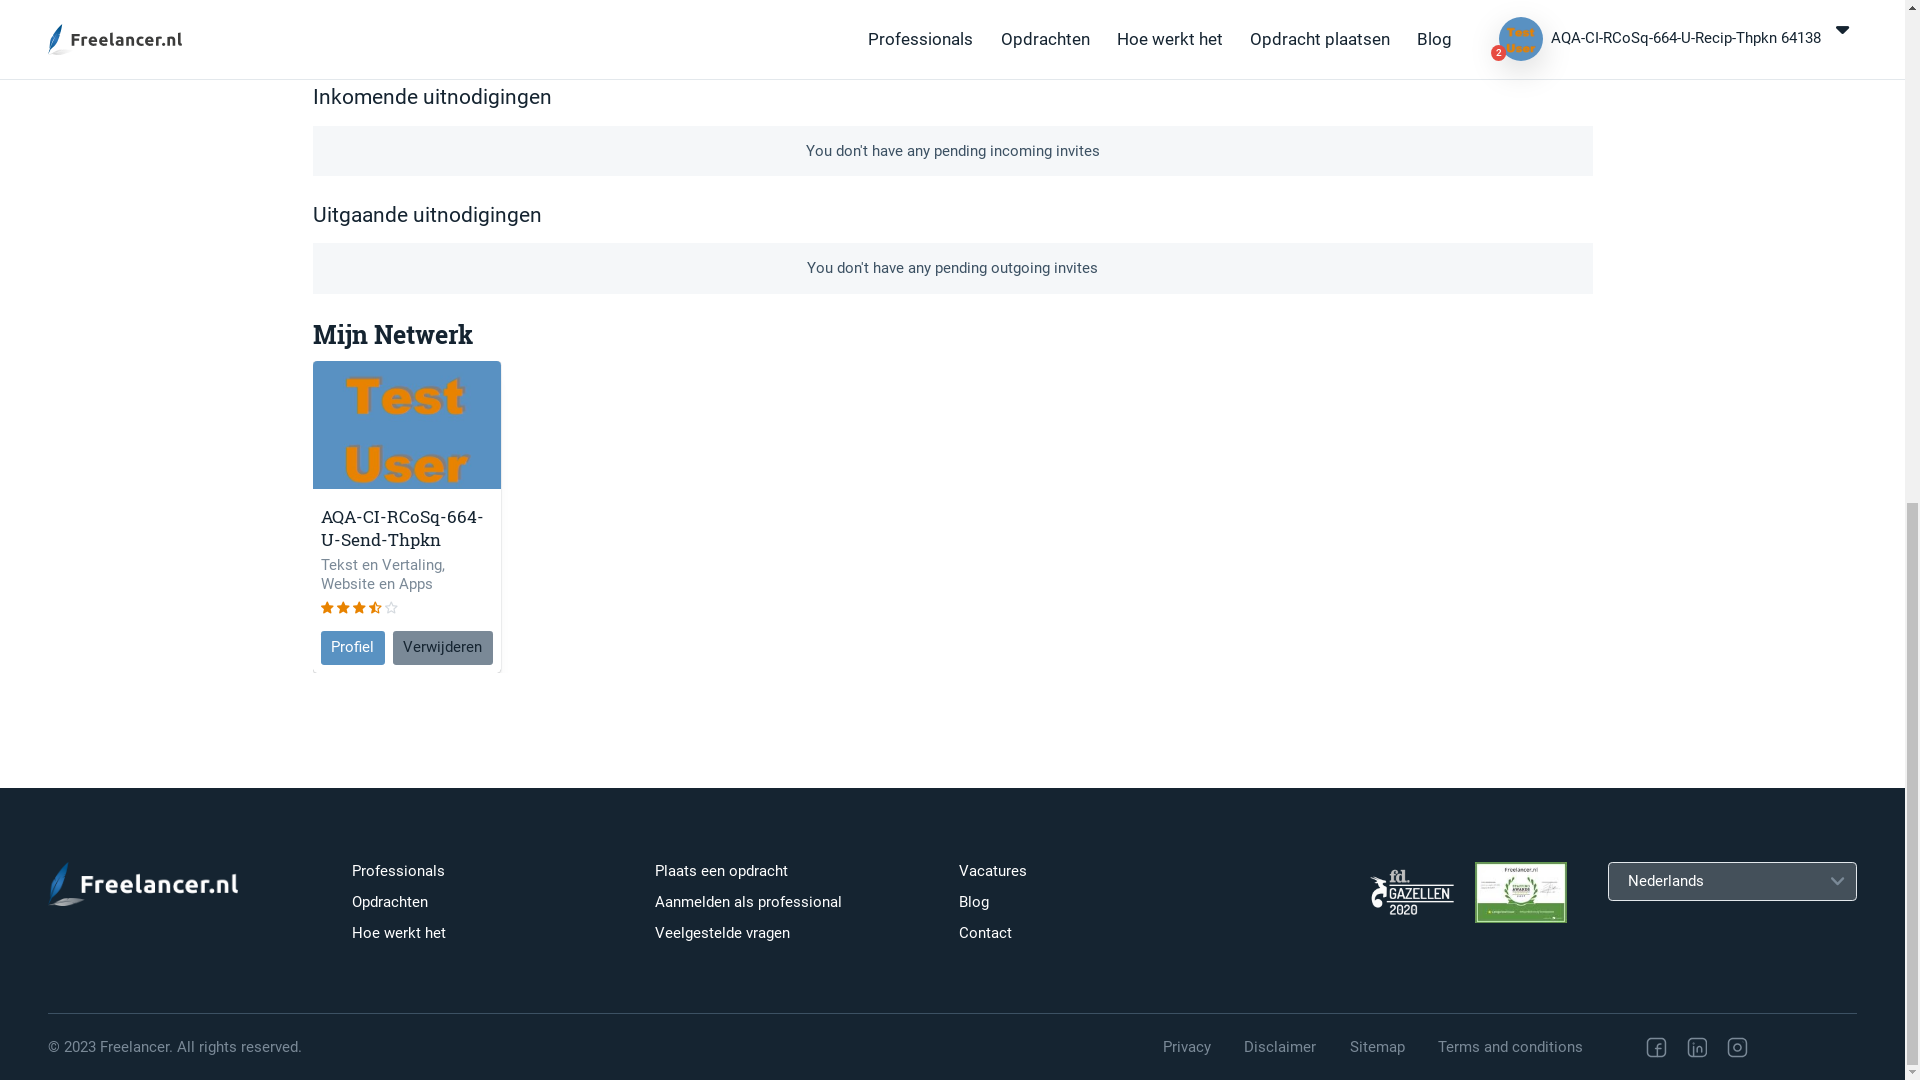 Freelancer.nl
Professionals
Opdrachten
Hoe werkt het
Opdracht plaatsen
Blog
Test
User
2
AQA-CI-RCoSq-664-U-Recip-Thpkn 64138
Inkomende uitnodigingen
You don't have any pending incoming invites
Uitgaande uitnodigingen
You don't have any pending outgoing invites
Mijn Netwerk
Test
User
AQA-CI-RCoSq-664-
U-Send-Thpkn
Tekst en Vertaling,
Website en Apps
Profiel
Verwijderen
Freelancer.nl
Professionals
Opdrachten
Hoe werkt het
Plaats een opdracht
Aanmelden als professional
Veelgestelde vragen
Vacatures
Blog
Contact
fd.
GAZELLEN
2020
Freelancer.nl
Nederlands
© 2023 Freelancer. All rights reserved.
Privacy
Disclaimer
Sitemap
Terms and conditions